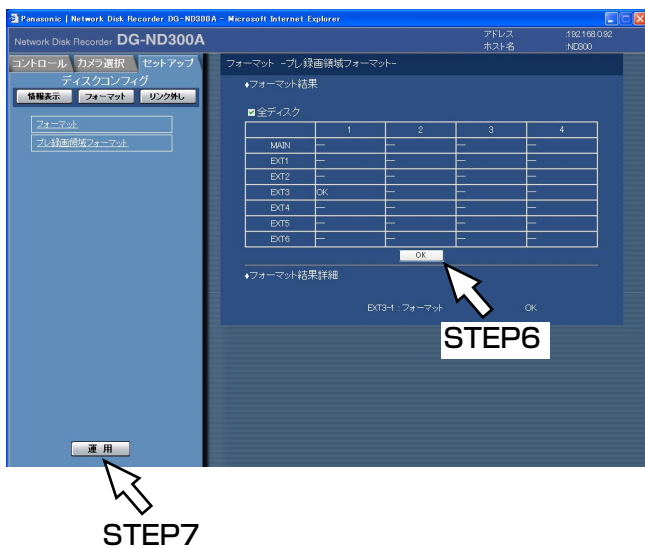 Panasonic | Network Disk Recorder DG-ND300A - Microsoft Internet Explorer
Network Disk Recorder DG-ND300A
アドレス :192.168.0.92
ホスト名 :ND300
コントロール カメラ選択 セットアップ
ディスクコンフィグ
情報表示 フォーマット リンク外し
フォーマット
プレ録画領域フォーマット
フォーマット -プレ録画領域フォーマット-
♦フォーマット結果
全ディスク
1 2 3 4
MAIN — — — —
EXT1 — — — —
EXT2 — — — —
EXT3 OK — — —
EXT4 — — — —
EXT5 — — — —
EXT6 — — — —
OK
♦フォーマット結果詳細
EXT3-1 : フォーマット OK
STEP6
運 用
STEP7